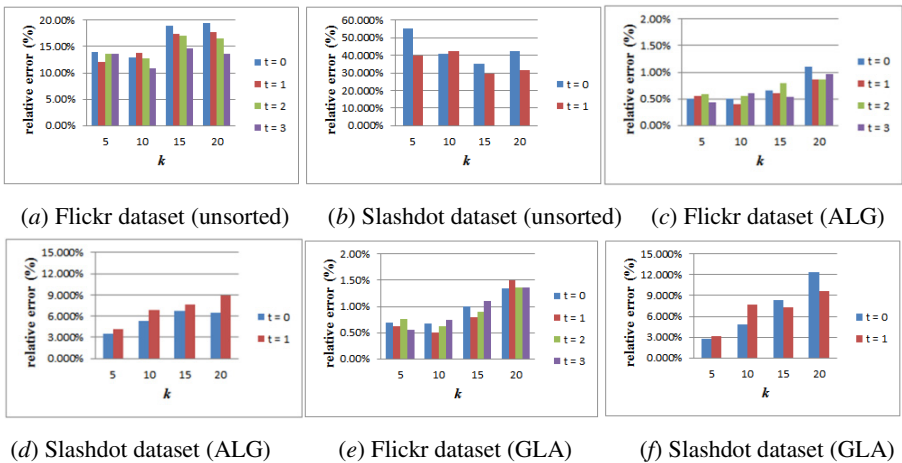 relative error (%)
20.00%
15.00%
10.00%
5.00%
0.00%
5 10 15 20
k
t = 0
t = 1
t = 2
t = 3
(a) Flickr dataset (unsorted)
relative error (%)
60.000%
50.000%
40.000%
30.000%
20.000%
10.000%
0.000%
5 10 15 20
k
t = 0
t = 1
(b) Slashdot dataset (unsorted)
relative error (%)
2.00%
1.50%
1.00%
0.50%
0.00%
5 10 15 20
k
t = 0
t = 1
t = 2
t = 3
(c) Flickr dataset (ALG)
relative error (%)
15.000%
12.000%
9.000%
6.000%
3.000%
0.000%
5 10 15 20
k
t = 0
t = 1
(d) Slashdot dataset (ALG)
relative error (%)
2.00%
1.50%
1.00%
0.50%
0.00%
5 10 15 20
k
t = 0
t = 1
t = 2
t = 3
(e) Flickr dataset (GLA)
relative error (%)
15.000%
12.000%
9.000%
6.000%
3.000%
0.000%
5 10 15 20
k
t = 0
t = 1
(f) Slashdot dataset (GLA)